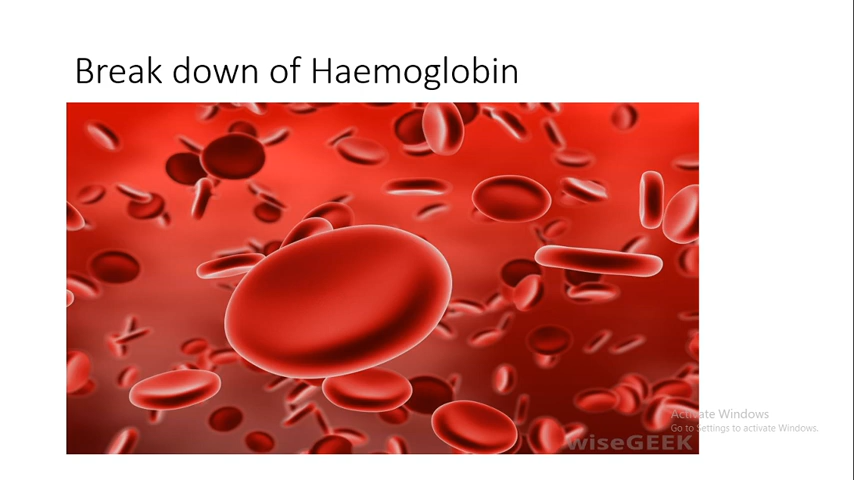 Break down of Haemoglobin
Activate Windows
Go to Settings to activate Windows.
wiseGEEK